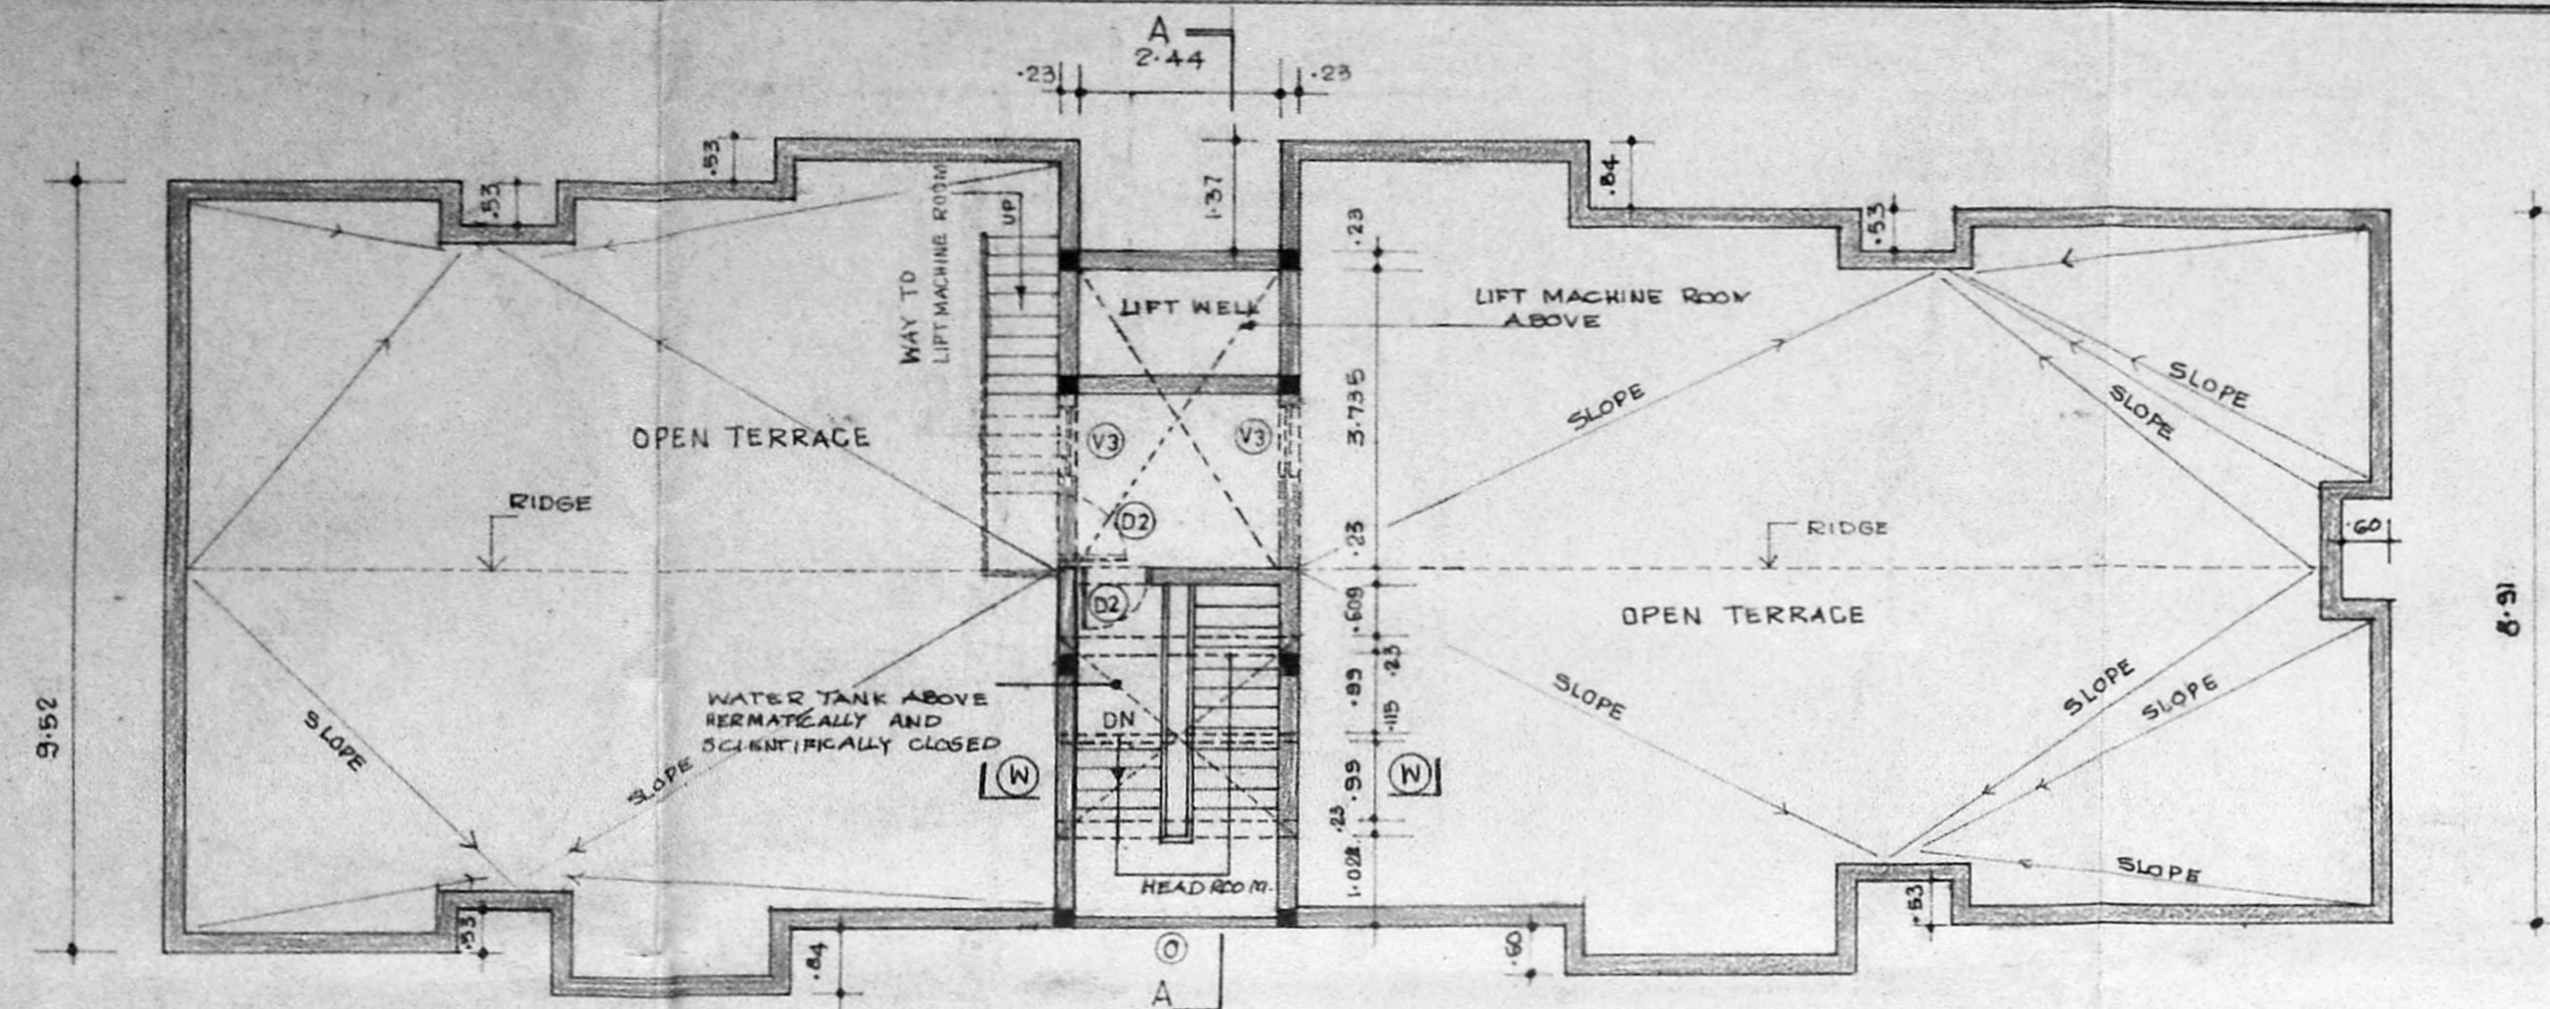 A
2.44
.23
.23
.53
.53
1.37
.84
.53
.23
UP
WAY TO
LIFT MACHINE ROOM
LIFT WELL
LIFT MACHINE ROOM
ABOVE
SLOPE
SLOPE
SLOPE
3.735
OPEN TERRACE
V3
V3
RIDGE
D2
.23
RIDGE
.60
D2
.609
OPEN TERRACE
8.91
9.52
WATER TANK ABOVE
HERMATICALLY AND
SCIENTIFICALLY CLOSED
DN
.23
.99
.115
SLOPE
SLOPE
SLOPE
SLOPE
SLOPE
W
W
.99
.23
1.022
HEAD ROOM.
SLOPE
.53
.53
.84
O
.60
A